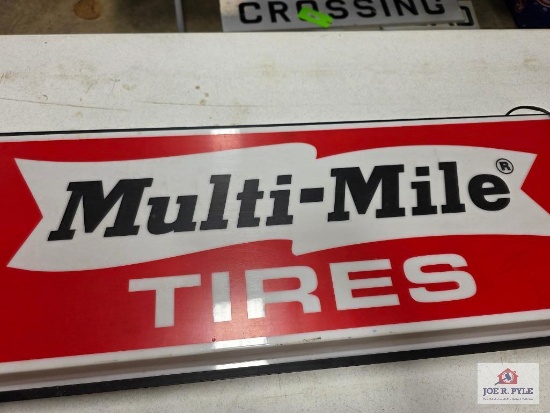 CROSSING
Multi-Mile®
TIRES
JOE R. PYLE